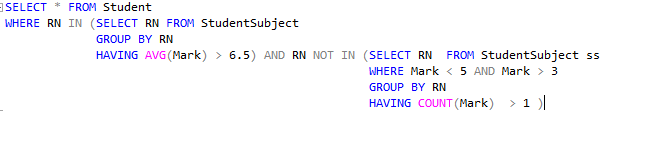 SELECT * FROM Student
WHERE RN IN (SELECT RN FROM StudentSubject
GROUP BY RN
HAVING AVG(Mark) > 6.5) AND RN NOT IN (SELECT RN  FROM StudentSubject ss
WHERE Mark < 5 AND Mark > 3
GROUP BY RN
HAVING COUNT(Mark)  > 1 )